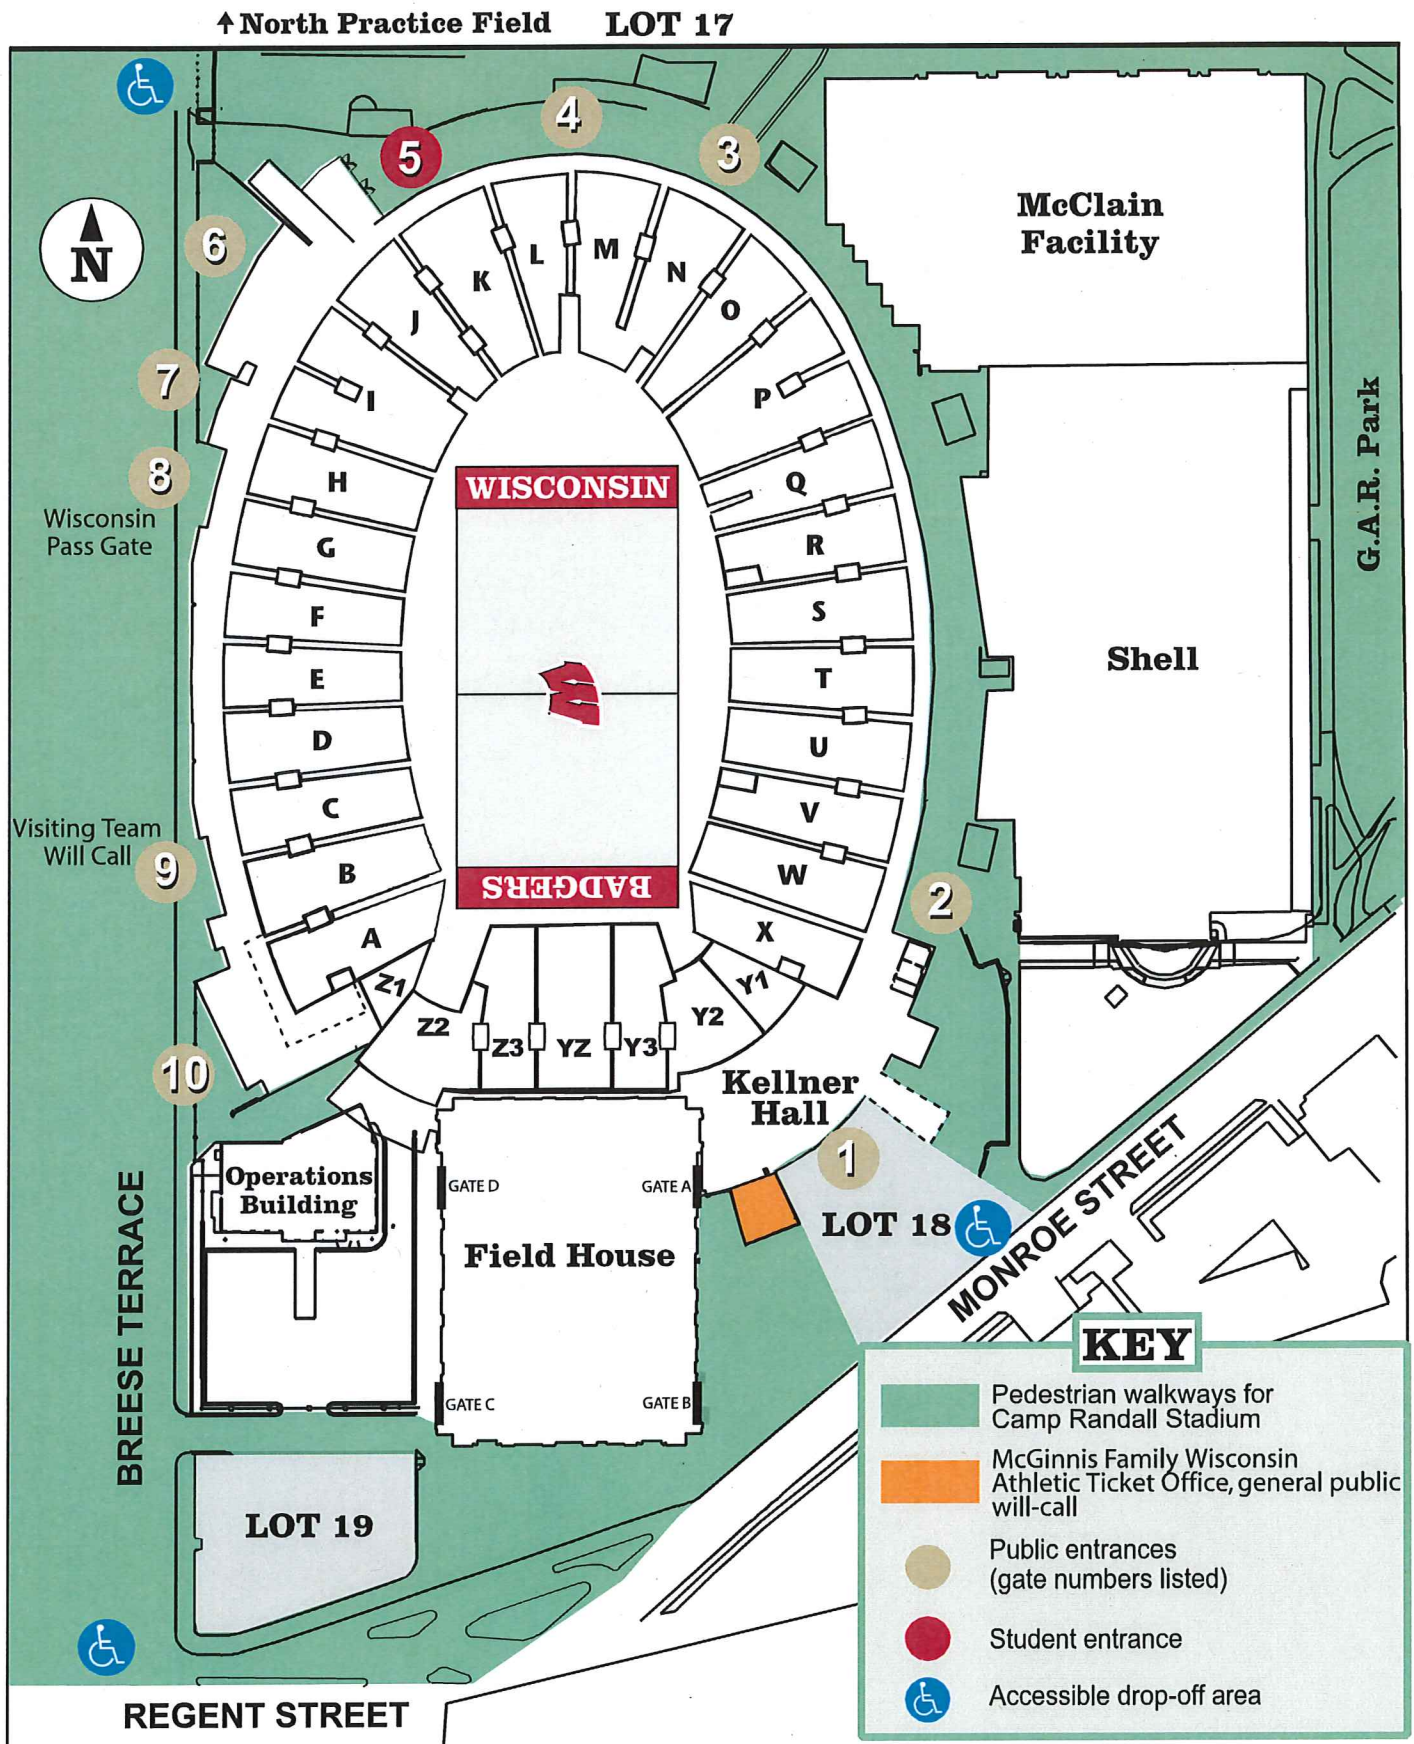 North Practice Field
LOT 17
4
5
3
6
N
7
8
Wisconsin
Pass Gate
Visiting Team
Will Call
9
10
2
1
McClain
Facility
G.A.R. Park
Shell
A
B
C
D
E
F
G
H
I
J
K
L
M
N
O
P
Q
R
S
T
U
V
W
X
Y1
Y2
Y3
YZ
Z3
Z2
Z1
WISCONSIN
W
BADGERS
Kellner
Hall
Operations
Building
GATE D
GATE A
Field House
GATE C
GATE B
LOT 18
MONROE STREET
BREESE TERRACE
LOT 19
REGENT STREET
KEY
Pedestrian walkways for
Camp Randall Stadium
McGinnis Family Wisconsin
Athletic Ticket Office, general public
will-call
Public entrances
(gate numbers listed)
Student entrance
Accessible drop-off area